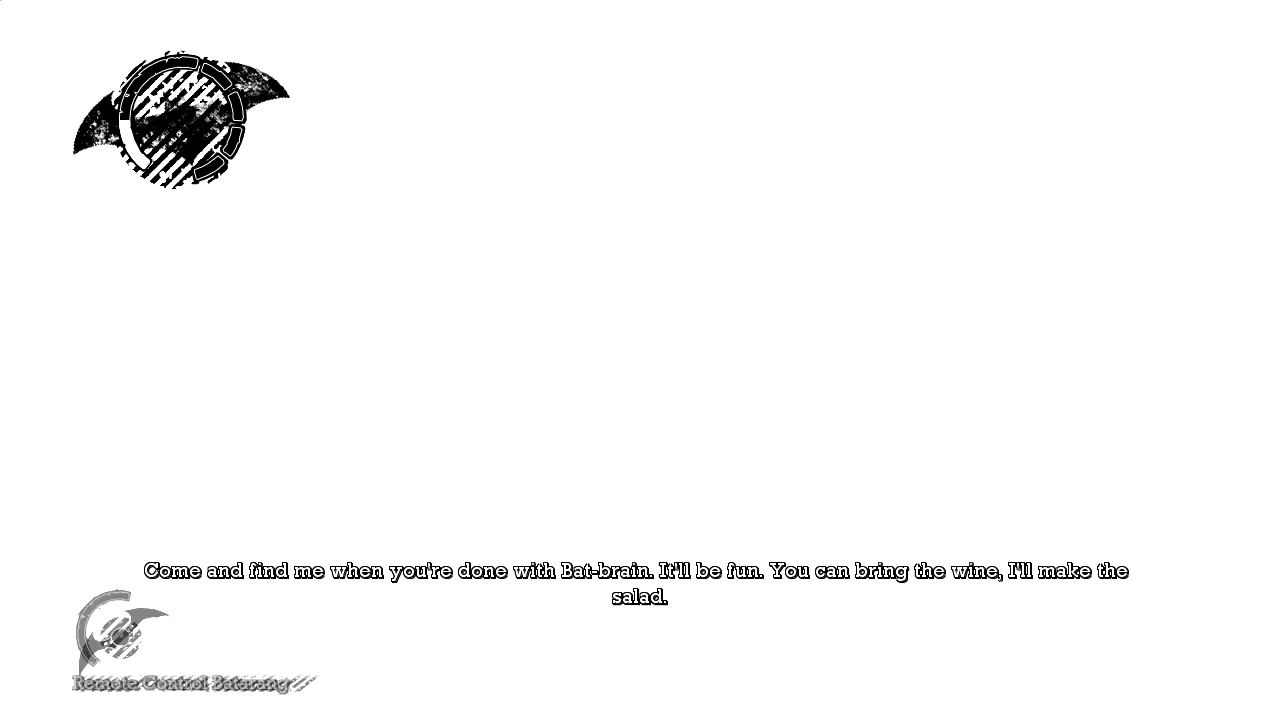 Come and find me when you're done with Bat-brain. It'll be fun. You can bring the wine, I'll make the
salad.
Remote Control Batarang